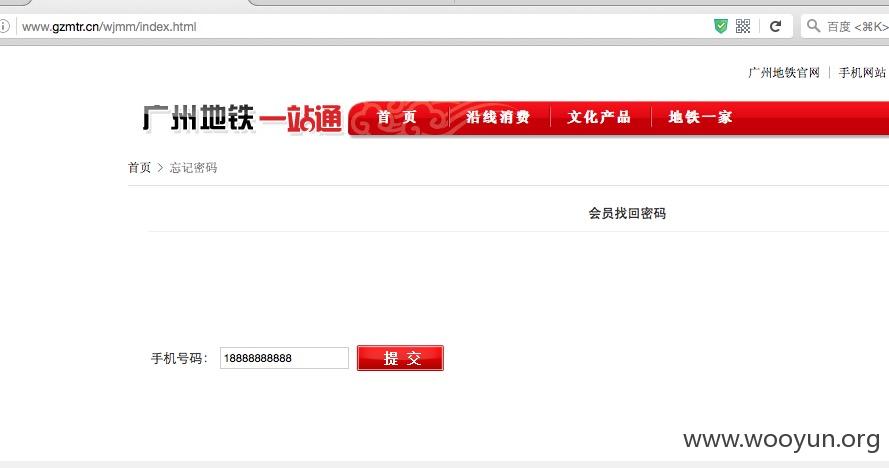 www.gzmtr.cn/wjmm/index.html
百度 <⌘K>
广州地铁官网 | 手机网站
广州地铁一站通
首 页 沿线消费 文化产品 地铁一家
首页 > 忘记密码
会员找回密码
手机号码： 18888888888 提 交
www.wooyun.org